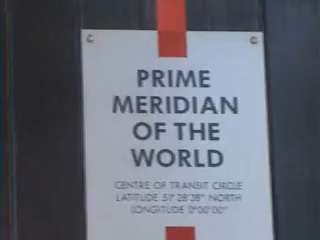 PRIME
MERIDIAN
OF THE
WORLD
CENTRE OF TRANSIT CIRCLE
LATITUDE 51° 28' 38" NORTH
LONGITUDE 0° 00' 00"